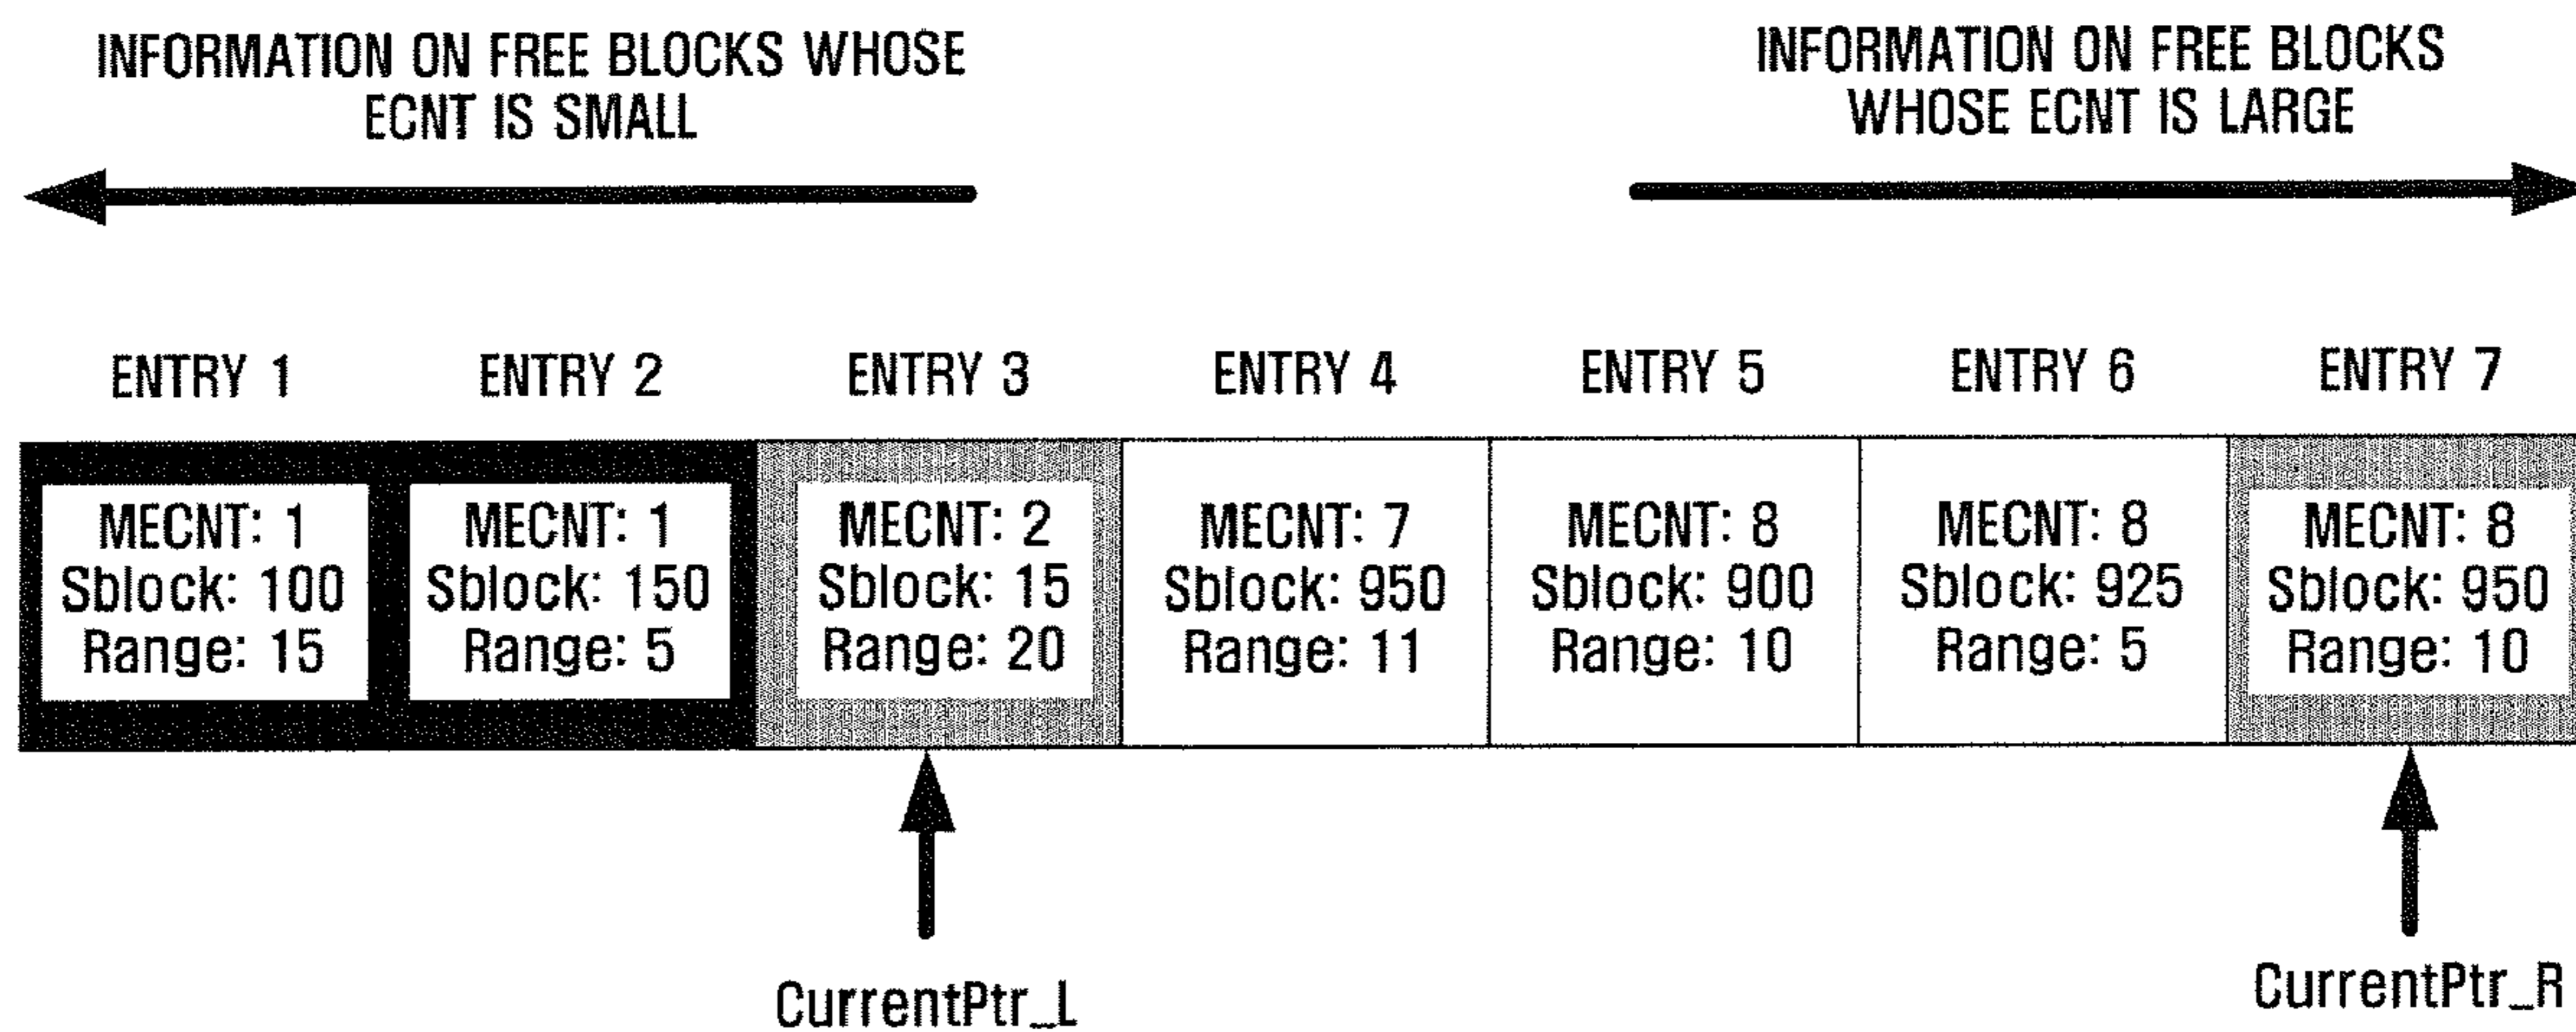 INFORMATION ON FREE BLOCKS WHOSE
ECNT IS SMALL
INFORMATION ON FREE BLOCKS
WHOSE ECNT IS LARGE
ENTRY 1
ENTRY 2
ENTRY 3
ENTRY 4
ENTRY 5
ENTRY 6
ENTRY 7
MECNT: 1
Sblock: 100
Range: 15
MECNT: 1
Sblock: 150
Range: 5
MECNT: 2
Sblock: 15
Range: 20
MECNT: 7
Sblock: 950
Range: 11
MECNT: 8
Sblock: 900
Range: 10
MECNT: 8
Sblock: 925
Range: 5
MECNT: 8
Sblock: 950
Range: 10
CurrentPtr_L
CurrentPtr_R